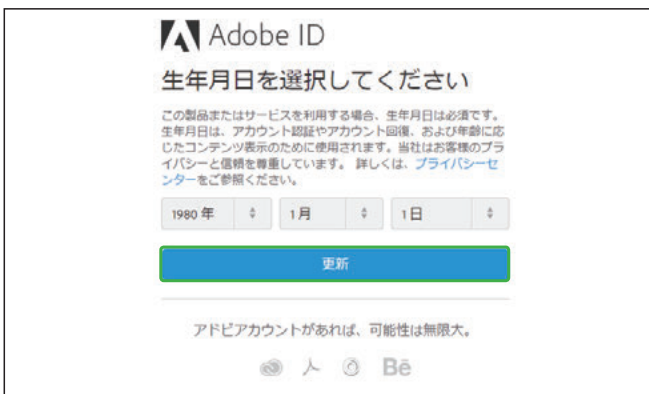 Adobe ID
生年月日を選択してください
この製品またはサービスを利用する場合、生年月日は必須です。
生年月日は、アカウント認証やアカウント回復、および年齢に応
じたコンテンツ表示のために使用されます。当社はお客様のプラ
イバシーと信頼を尊重しています。 詳しくは、プライバシーセ
ンターをご参照ください。
1980 年 1月 1日
更新
アドビアカウントがあれば、可能性は無限大。
Bē